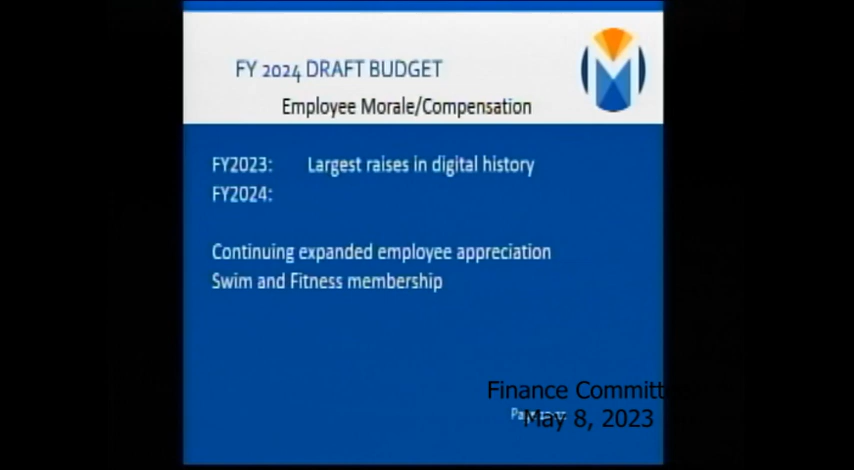 FY 2024 DRAFT BUDGET
Employee Morale/Compensation
FY2023: Largest raises in digital history
FY2024:
Continuing expanded employee appreciation
Swim and Fitness membership
Finance Committe
May 8, 2023